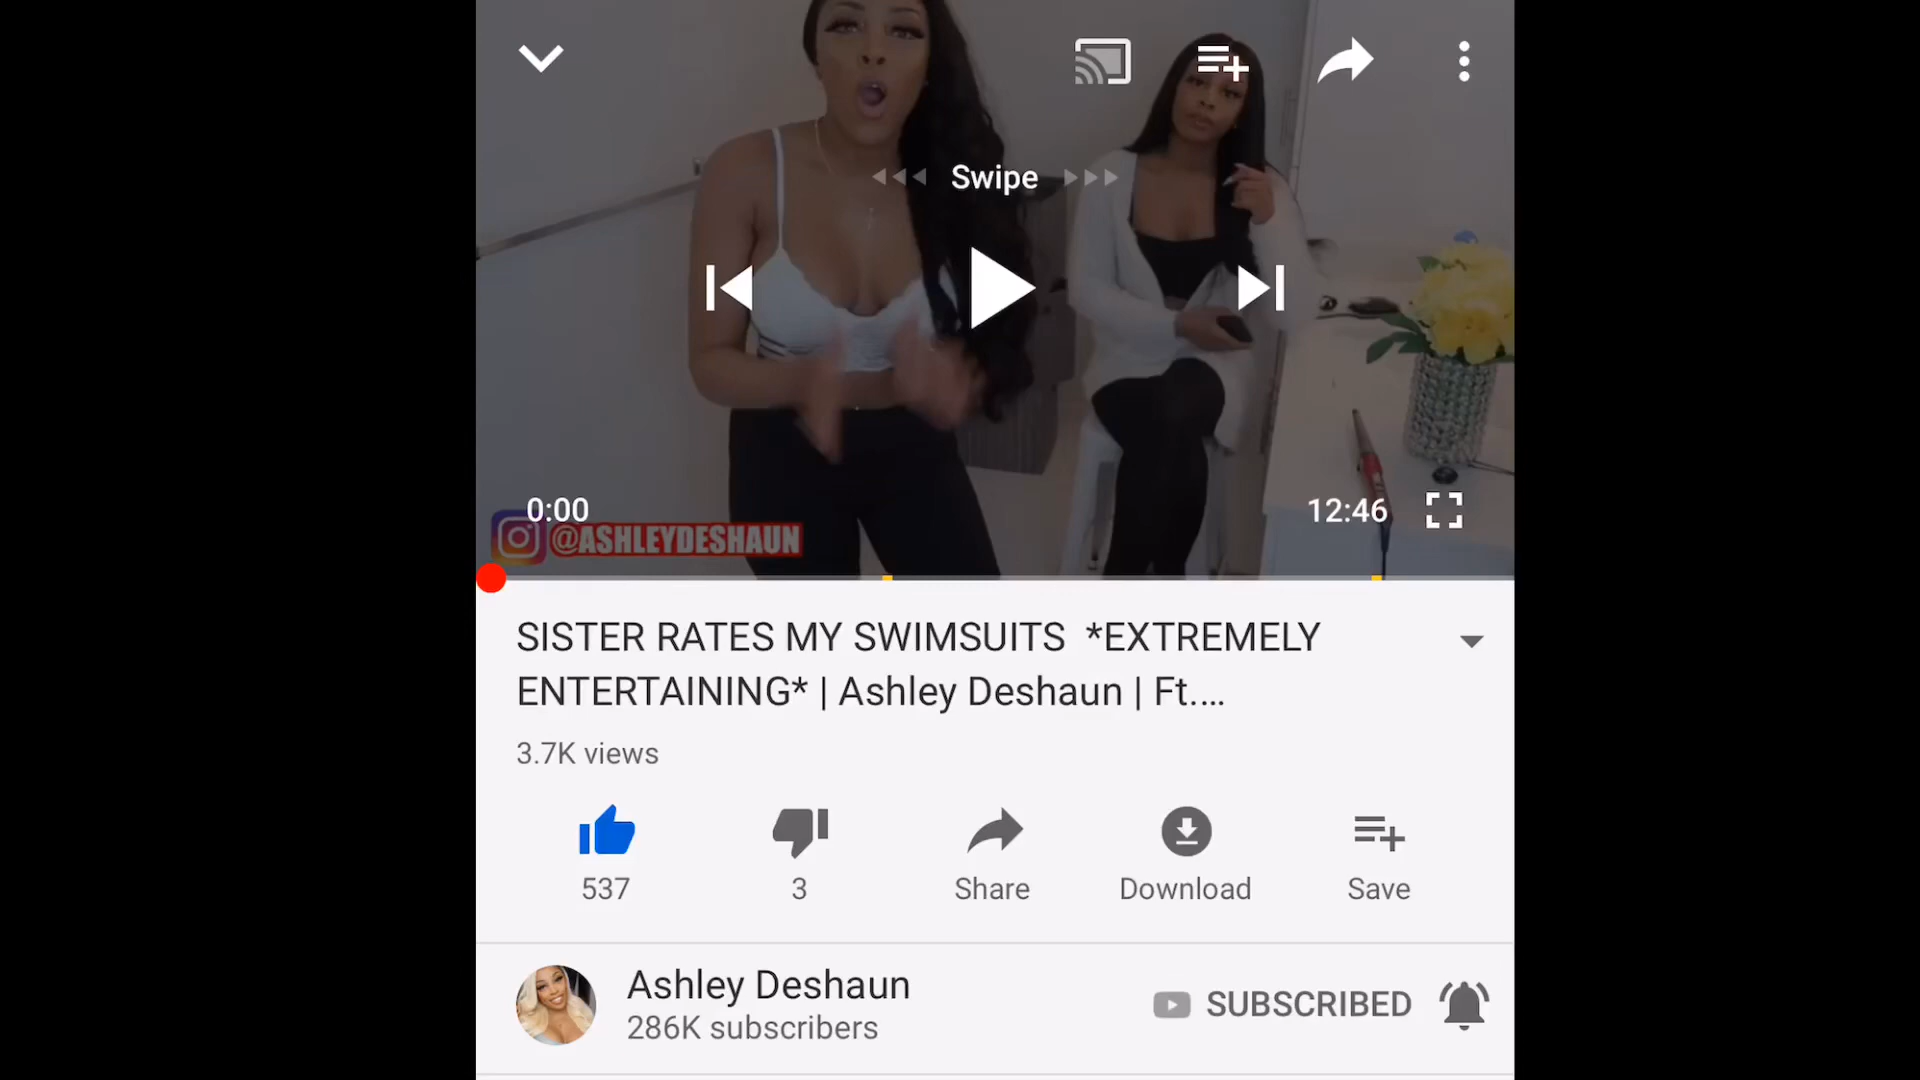 Swipe
0:00
12:46
@ASHLEYDESHAUN
SISTER RATES MY SWIMSUITS *EXTREMELY
ENTERTAINING* | Ashley Deshaun | Ft....
3.7K views
537
3
Share
Download
Save
Ashley Deshaun
286K subscribers
SUBSCRIBED